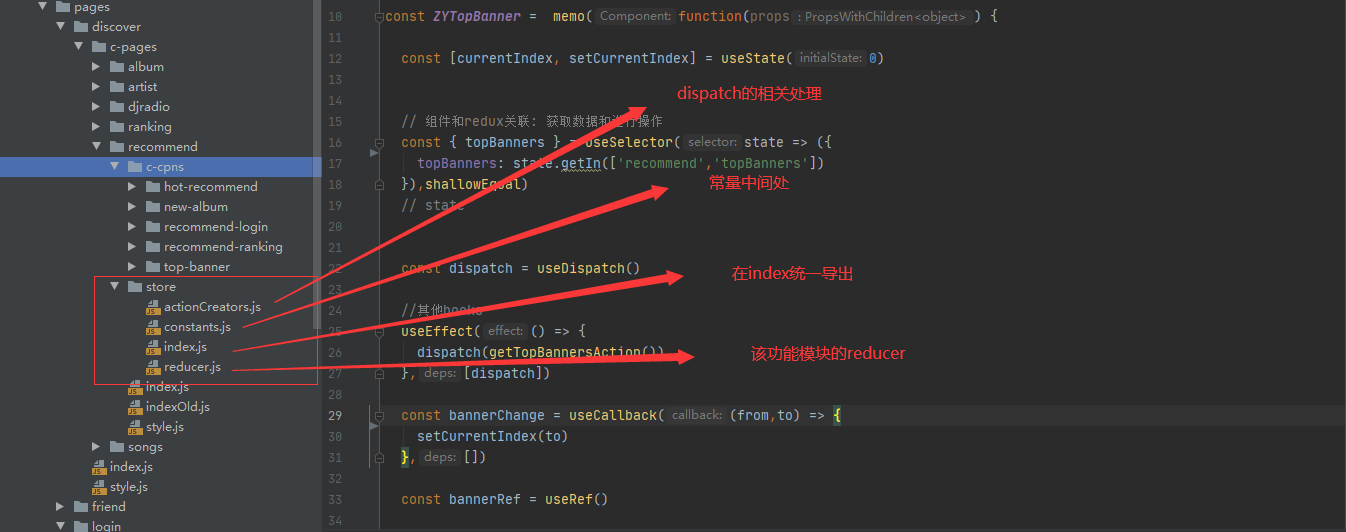 pages
discover
c-pages
album
artist
djradio
ranking
recommend
c-cpns
hot-recommend
new-album
recommend-login
recommend-ranking
top-banner
store
actionCreators.js
constants.js
index.js
reducer.js
index.js
indexOld.js
style.js
songs
index.js
style.js
friend
login
10 const ZYTopBanner = memo( Component: function(props : PropsWithChildren<object> ) {
11
12 const [currentIndex, setCurrentIndex] = useState( initialState: 0)
13
14
dispatch的相关处理
15 // 组件和redux关联: 获取数据和进行操作
16 const { topBanners } = useSelector( selector: state => ({
17 topBanners: state.getIn(['recommend','topBanners'])
18 }),shallowEqual)
常量中间处
19 // state
20
21
22 const dispatch = useDispatch()
在index统一导出
23
24 //其他hooks
25 useEffect( effect: () => {
26 dispatch(getTopBannersAction())
该功能模块的reducer
27 }, deps: [dispatch])
28
29 const bannerChange = useCallback( callback: (from,to) => {
30 setCurrentIndex(to)
31 }, deps: [])
32
33 const bannerRef = useRef()
34